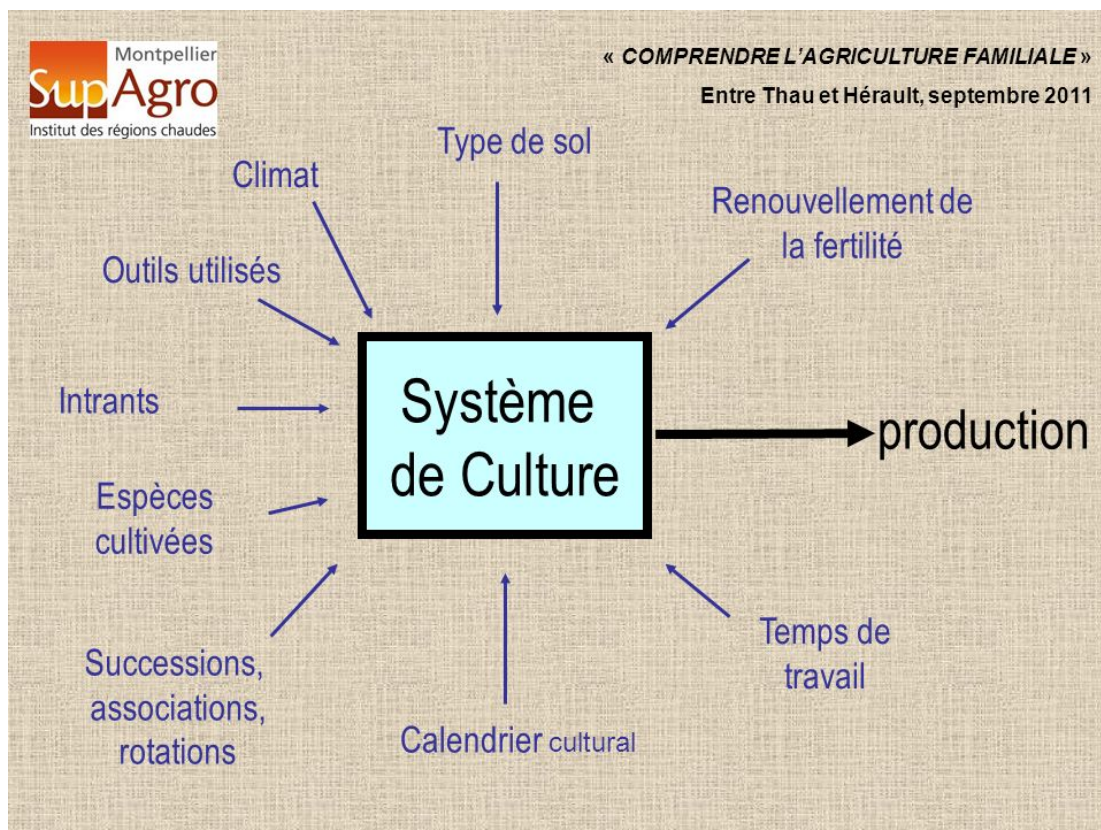 Montpellier
SupAgro
Institut des régions chaudes
« COMPRENDRE L'AGRICULTURE FAMILIALE »
Entre Thau et Hérault, septembre 2011
Type de sol
Climat
Renouvellement de
la fertilité
Outils utilisés
Intrants
Système
de Culture
production
Espèces
cultivées
Successions,
associations,
rotations
Calendrier cultural
Temps de
travail